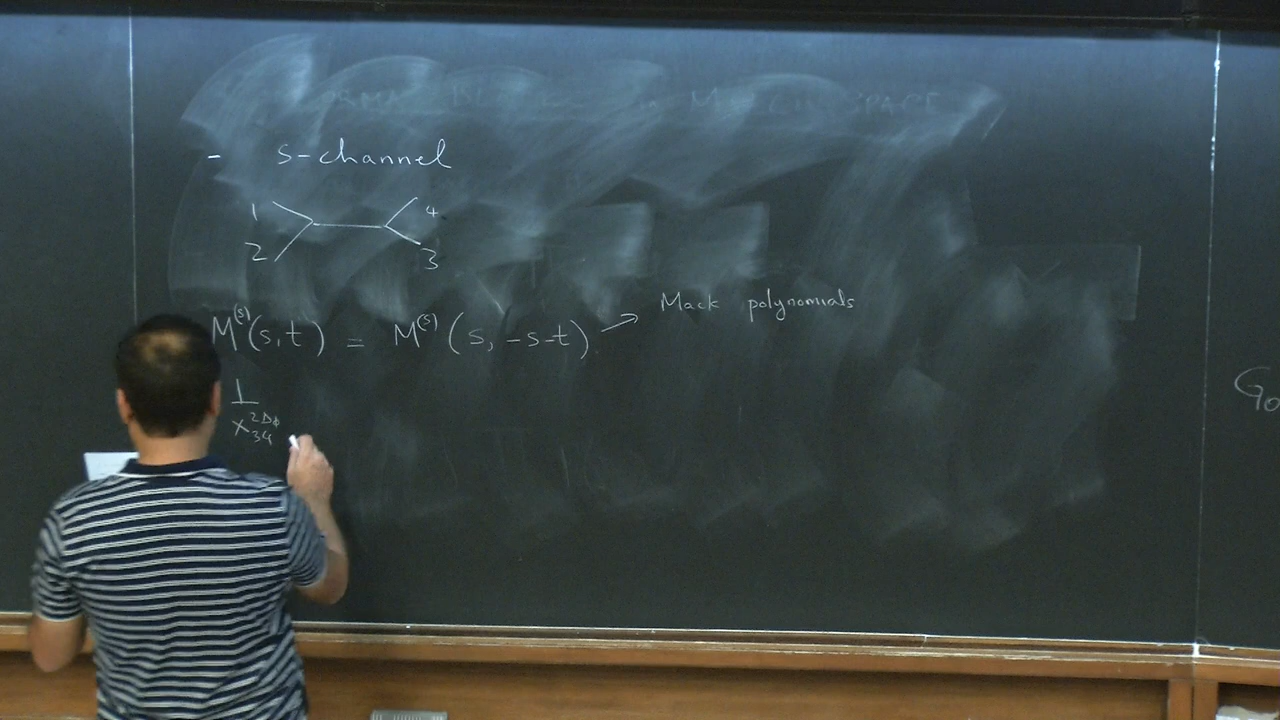 - s-channel
1 4
2 3
M^(s)(s,t) = M^(s)(s, -s-t) → Mack polynomials
1
x_34^2Δϕ
G